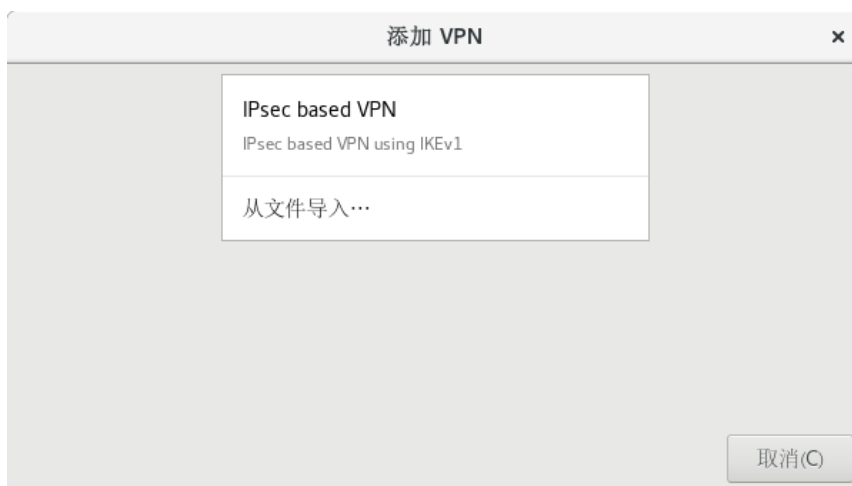 添加 VPN
×
IPsec based VPN
IPsec based VPN using IKEv1
从文件导入…
取消(C)